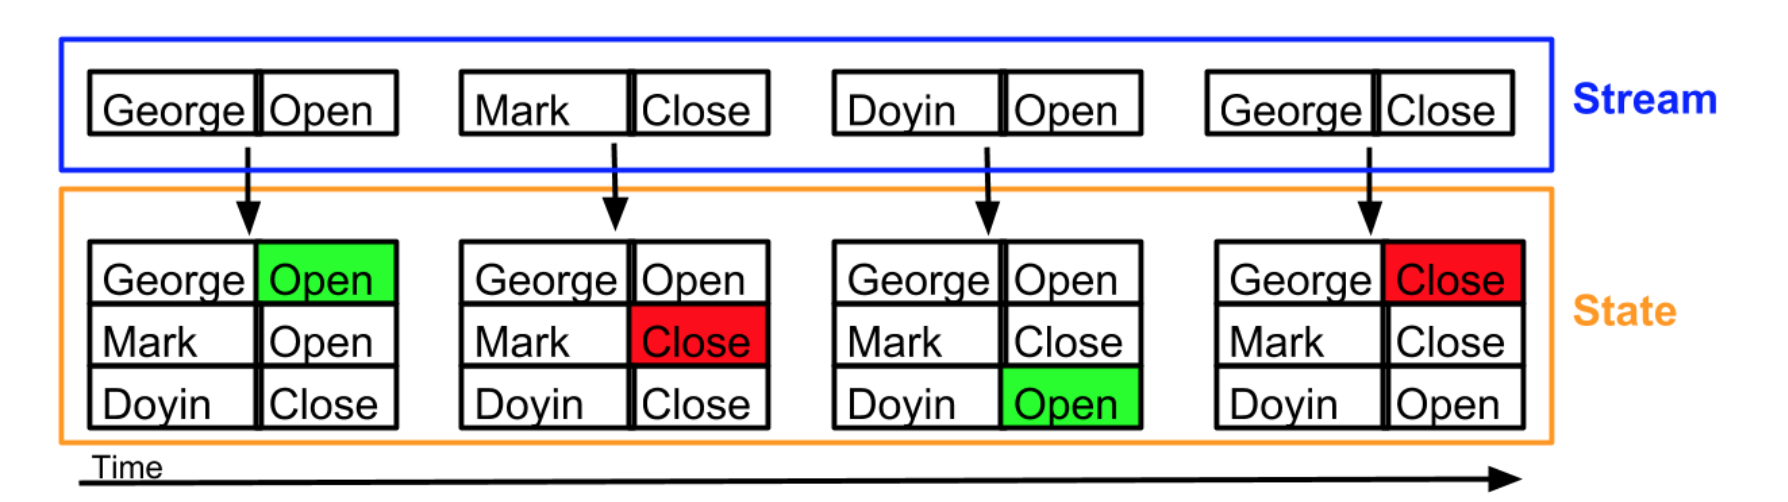 George Open Mark Close Doyin Open George Close
Stream
George Open George Open George Open George Close
Mark Open Mark Close Mark Close Mark Close
Doyin Close Doyin Close Doyin Open Doyin Open
State
Time